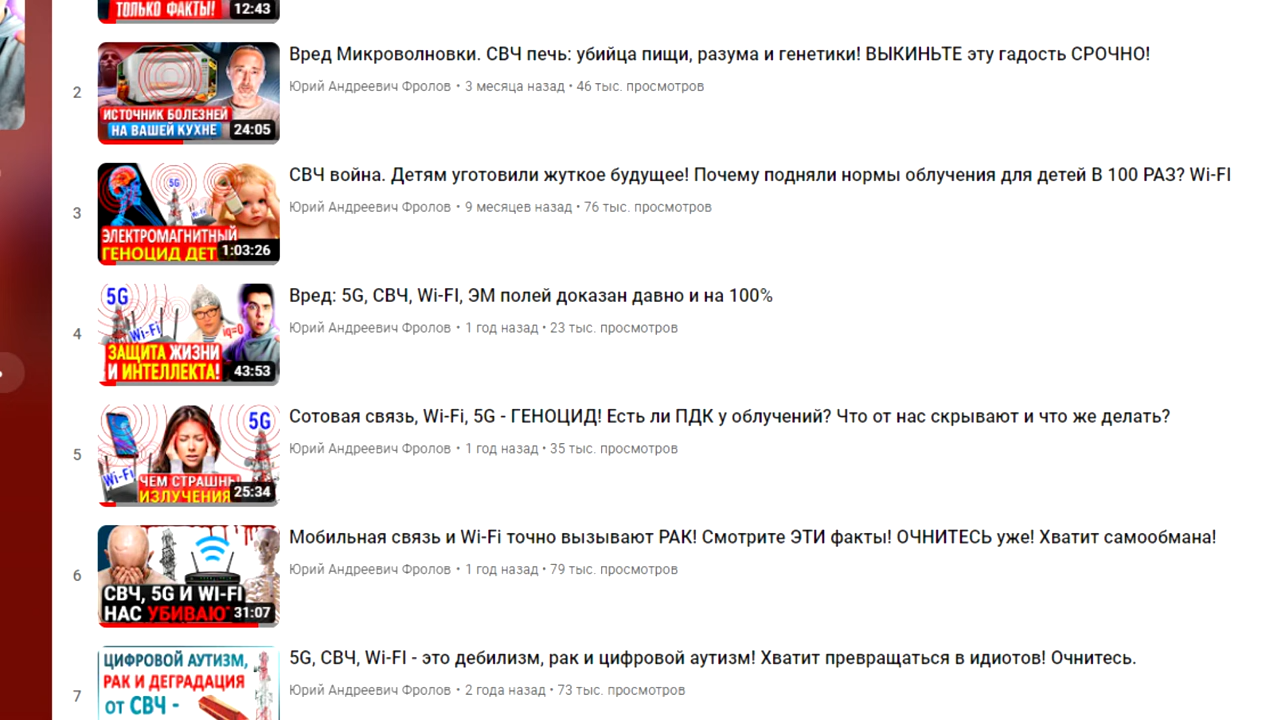 ТОЛЬКО ФАКТЫ!
12:43
2
ИСТОЧНИК БОЛЕЗНЕЙ
НА ВАШЕЙ КУХНЕ
24:05
Вред Микроволновки. СВЧ печь: убийца пищи, разума и генетики! ВЫКИНЬТЕ эту гадость СРОЧНО!
Юрий Андреевич Фролов • 3 месяца назад • 46 тыс. просмотров
3
5G
Wi-Fi
ЭЛЕКТРОМАГНИТНЫЙ
ГЕНОЦИД ДЕТ
1:03:26
СВЧ война. Детям уготовили жуткое будущее! Почему подняли нормы облучения для детей В 100 РАЗ? Wi-FI
Юрий Андреевич Фролов • 9 месяцев назад • 76 тыс. просмотров
4
5G
Wi-Fi
iq=0
ЗАЩИТА ЖИЗНИ
И ИНТЕЛЛЕКТА!
43:53
Вред: 5G, СВЧ, Wi-FI, ЭМ полей доказан давно и на 100%
Юрий Андреевич Фролов • 1 год назад • 23 тыс. просмотров
5
5G
Wi-Fi
ЧЕМ СТРАШНЫ
ИЗЛУЧЕНИЯ
25:34
Сотовая связь, Wi-Fi, 5G - ГЕНОЦИД! Есть ли ПДК у облучений? Что от нас скрывают и что же делать?
Юрий Андреевич Фролов • 1 год назад • 35 тыс. просмотров
6
СВЧ, 5G И WI-FI
НАС УБИВАЮТ
31:07
Мобильная связь и Wi-Fi точно вызывают РАК! Смотрите ЭТИ факты! ОЧНИТЕСЬ уже! Хватит самообмана!
Юрий Андреевич Фролов • 1 год назад • 79 тыс. просмотров
7
ЦИФРОВОЙ АУТИЗМ,
РАК И ДЕГРАДАЦИЯ
от СВЧ -
5G, СВЧ, Wi-FI - это дебилизм, рак и цифровой аутизм! Хватит превращаться в идиотов! Очнитесь.
Юрий Андреевич Фролов • 2 года назад • 73 тыс. просмотров